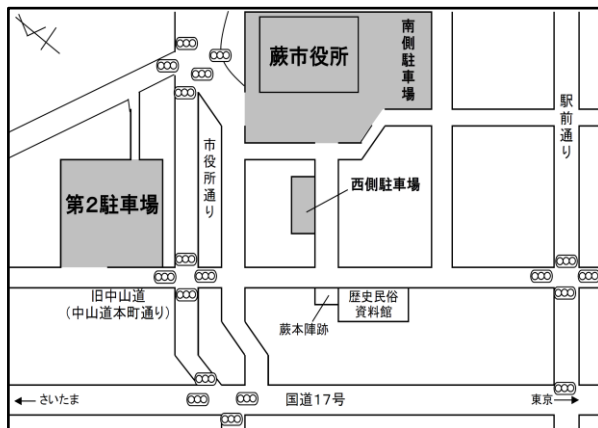 蕨市役所
南側駐車場
駅前通り
市役所通り
第2駐車場
西側駐車場
旧中山道
(中山道本町通り)
歴史民俗
資料館
蕨本陣跡
←さいたま
国道17号
東京→